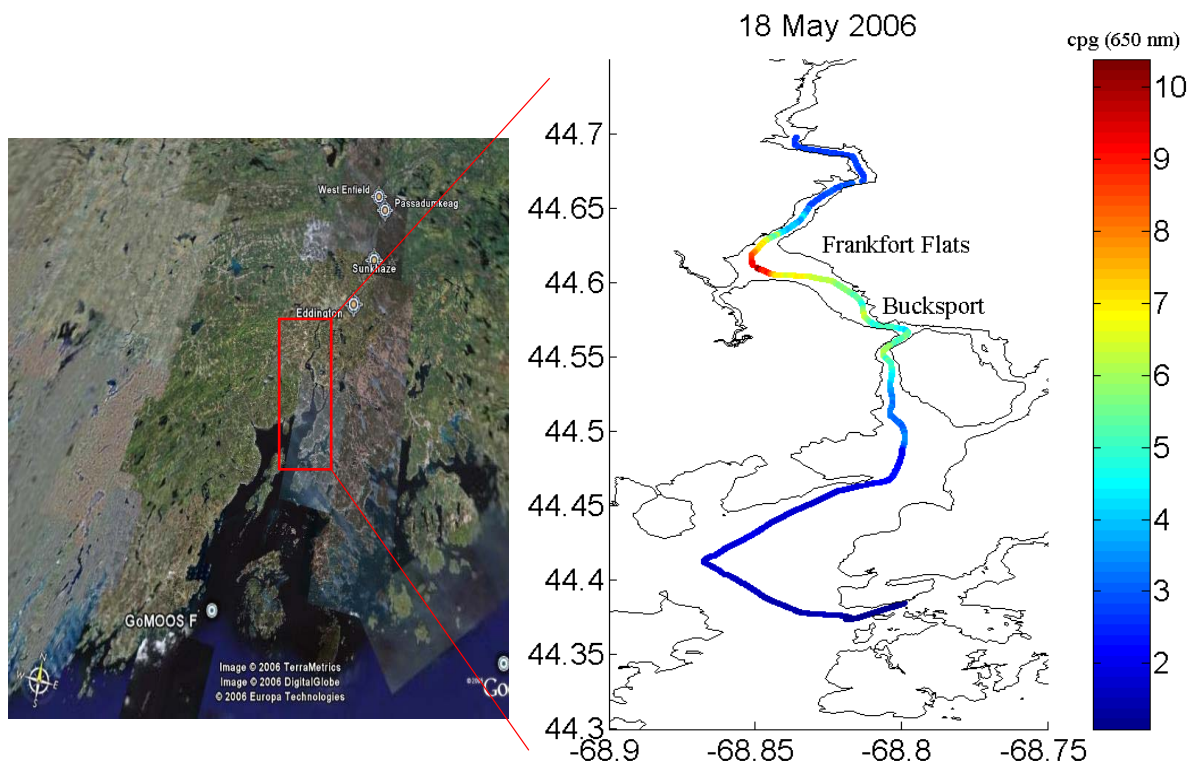 18 May 2006
cpg (650 nm)
44.7
44.65
44.6
44.55
44.5
44.45
44.4
44.35
44.3
-68.9
-68.85
-68.8
-68.75
Frankfort Flats
Bucksport
10
9
8
7
6
5
4
3
2
West Enfield
Passadumkeag
Sunkhaze
Eddington
GoMOOS F
N
W
E
S
Image © 2006 TerraMetrics
Image © 2006 DigitalGlobe
© 2006 Europa Technologies